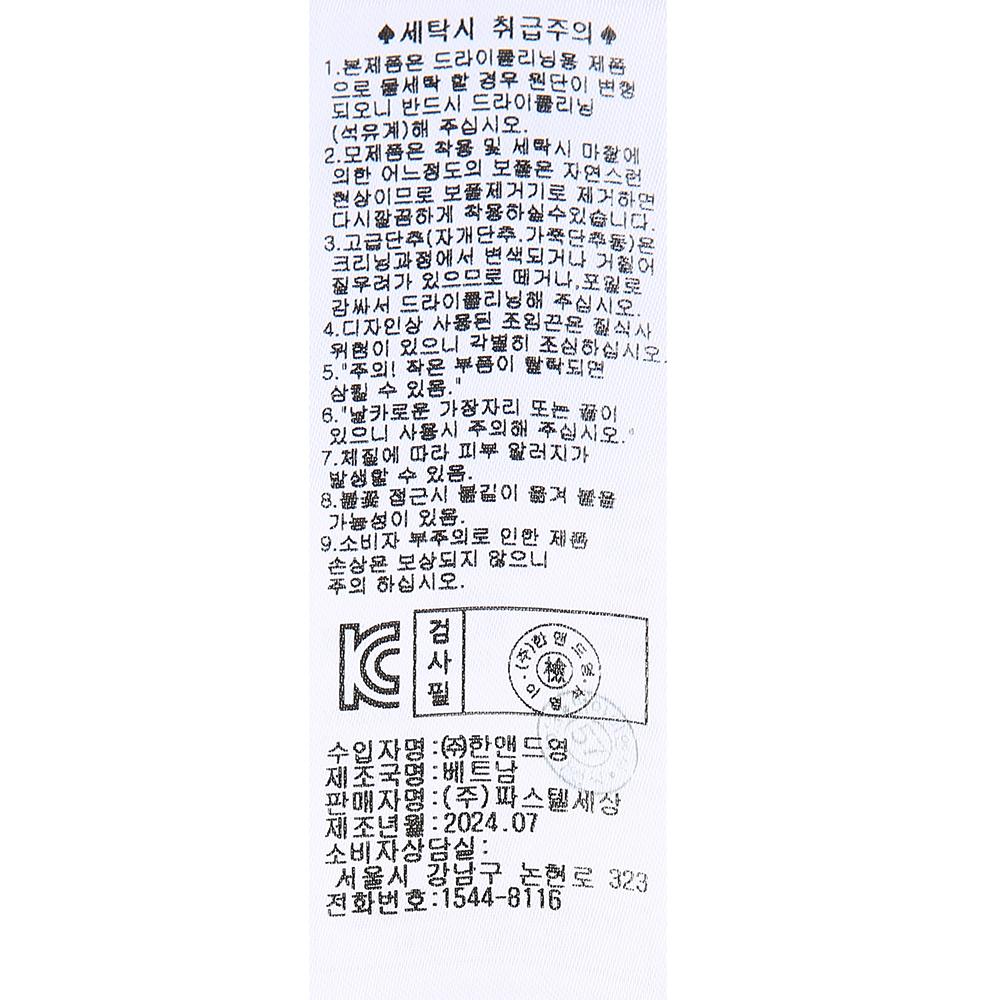 ♠세탁시 취급주의♠
1.본제품은 드라이클리닝용 제품
으로 물세탁 할 경우 원단이 변형
되오니 반드시 드라이클리닝
(석유계)해 주십시오.
2.모제품은 착용 및 세탁시 마찰에
의한 어느정도의 보풀은 자연스런
현상이므로 보풀제거기로 제거하면
다시깔끔하게 착용하실수있습니다.
3.고급단추(자개단추.가죽단추등)은
크리닝과정에서 변색되거나 거칠어
질우려가 있으므로 떼거나,포일로
감싸서 드라이클리닝해 주십시오.
4.디자인상 사용된 조임끈은 질식사
위험이 있으니 각별히 조심하십시오.
5."주의! 작은 부품이 탈락되면
삼킬 수 있음."
6."날카로운 가장자리 또는 끝이
있으니 사용시 주의해 주십시오."
7.체질에 따라 피부 알러지가
발생할 수 있음.
8.불꽃 접근시 불길이 옮겨 붙을
가능성이 있음.
9.소비자 부주의로 인한 제품
손상은 보상되지 않으니
주의 하십시오.
KC
검사필
(주)한앤드영
檢
수입자명:㈜한앤드영
제조국명:베트남
판매자명:(주)파스텔세상
제조년월:2024.07
소비자상담실:
서울시 강남구 논현로 323
전화번호:1544-8116